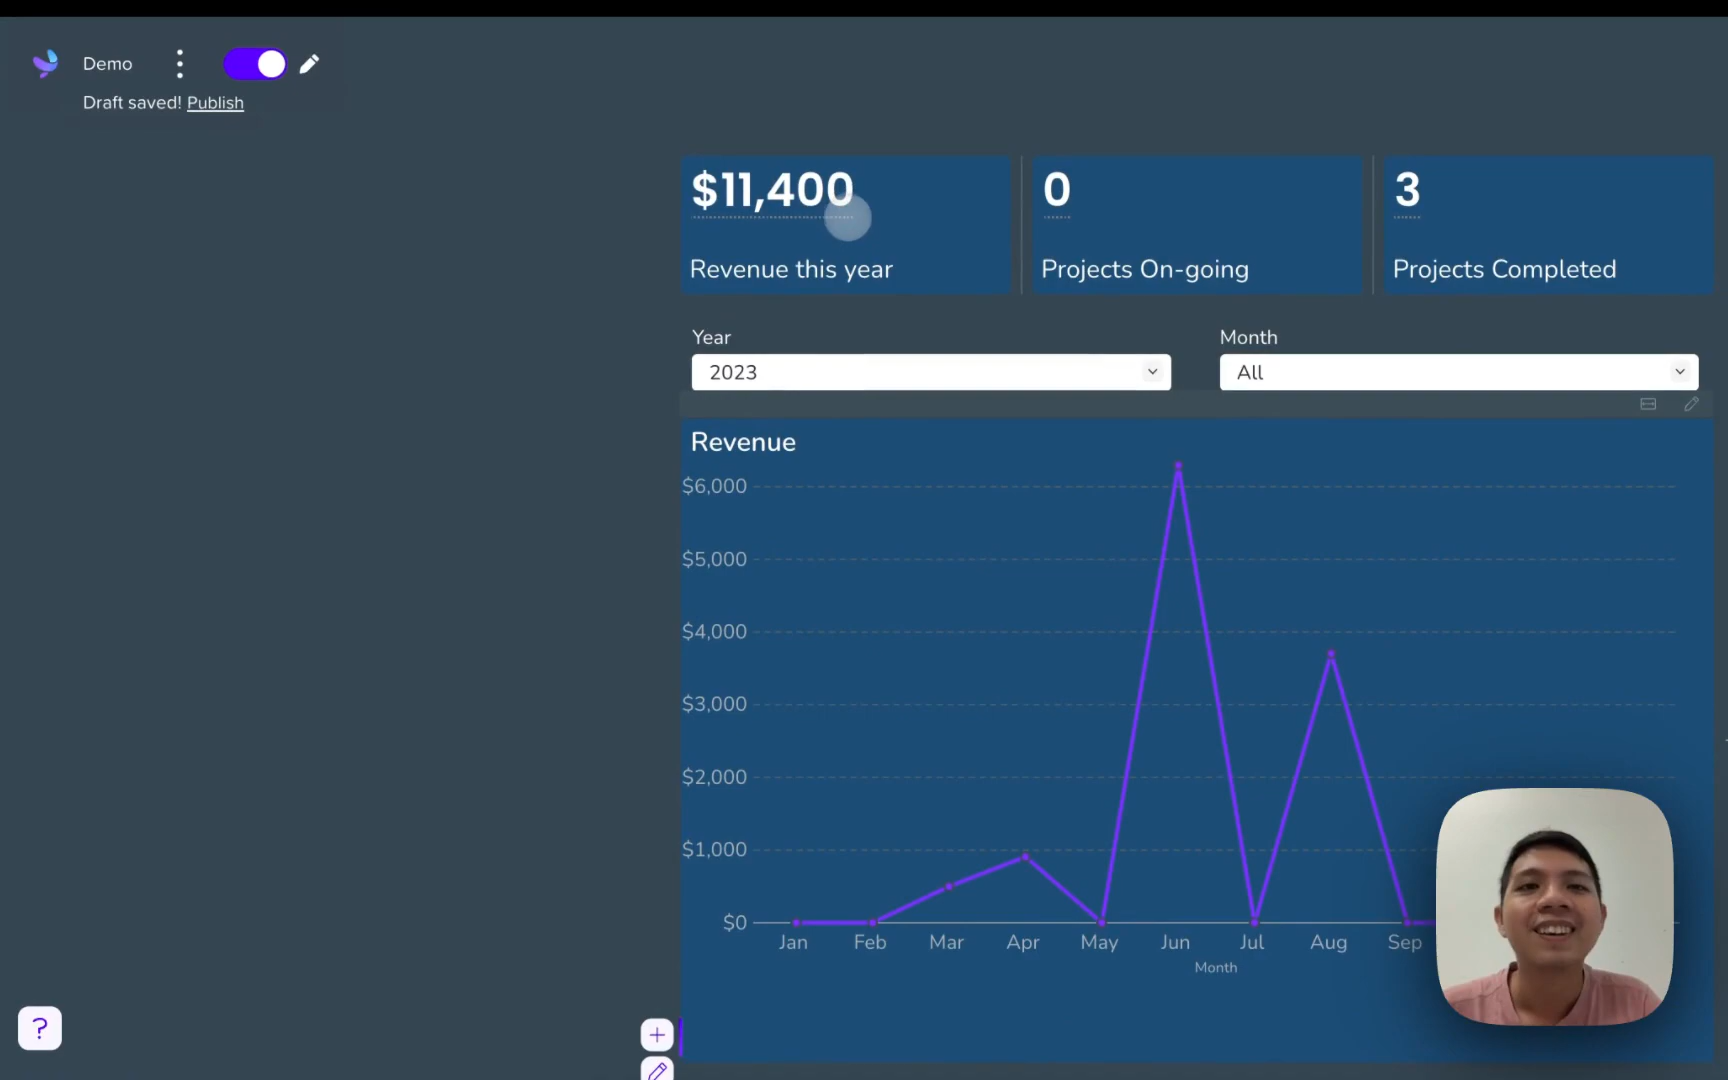 Demo
Draft saved! Publish
$11,400
Revenue this year
0
Projects On-going
3
Projects Completed
Year
2023
Month
All
Revenue
$6,000
$5,000
$4,000
$3,000
$2,000
$1,000
$0
Jan Feb Mar Apr May Jun Jul Aug Sep
Month
?